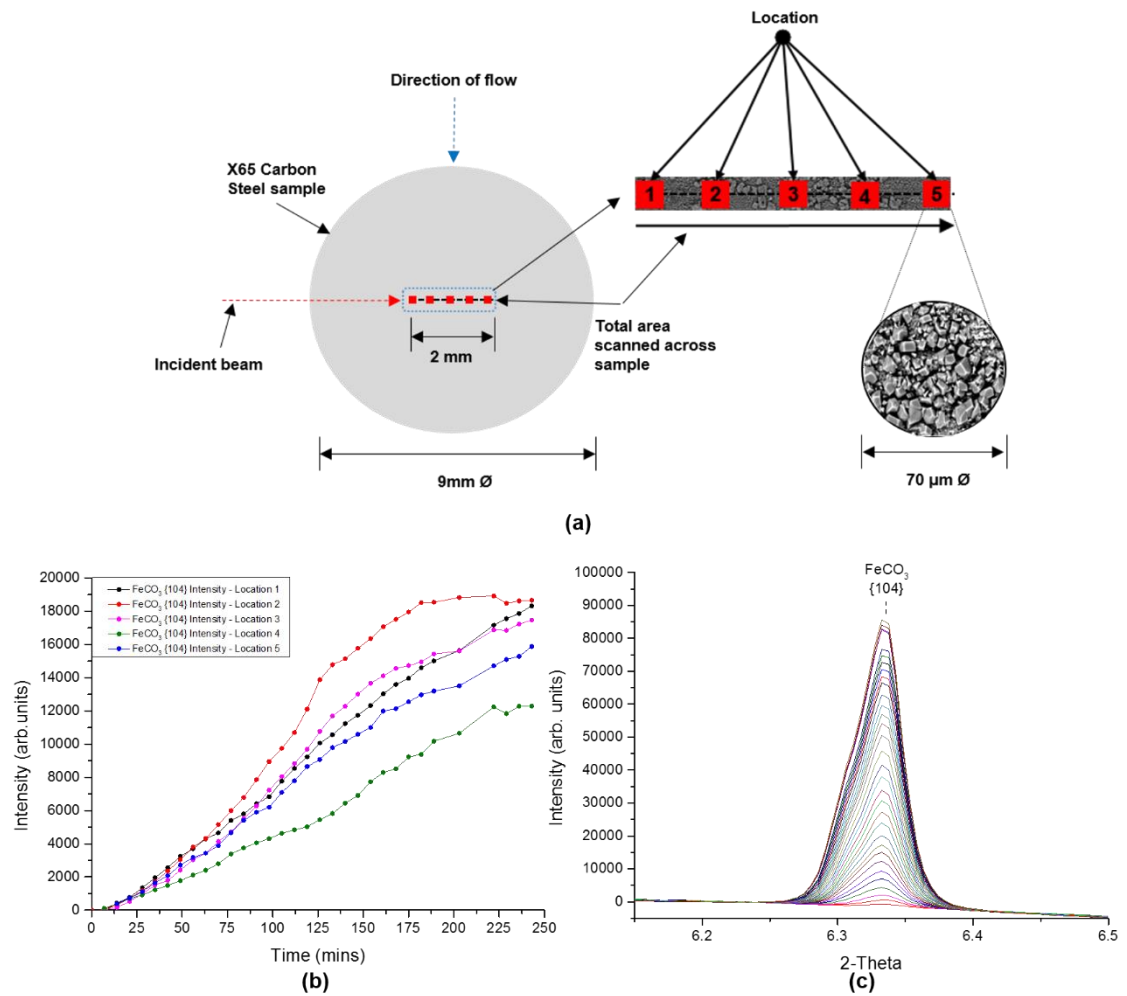 Location
Direction of flow
X65 Carbon
Steel sample
1 2 3 4 5
Incident beam
2 mm
Total area
scanned across
sample
9mm Ø
70 µm Ø
(a)
20000
18000
16000
14000
12000
10000
8000
6000
4000
2000
0
Intensity (arb.units)
FeCO₃ {104} Intensity - Location 1
FeCO₃ {104} Intensity - Location 2
FeCO₃ {104} Intensity - Location 3
FeCO₃ {104} Intensity - Location 4
FeCO₃ {104} Intensity - Location 5
0 25 50 75 100 125 150 175 200 225 250
Time (mins)
(b)
FeCO₃
{104}
100000
90000
80000
70000
60000
50000
40000
30000
20000
10000
0
Intensity (arb. units)
6.2 6.3 6.4 6.5
2-Theta
(c)